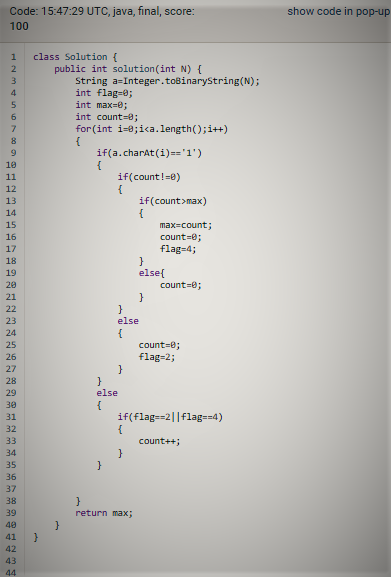 Code: 15:47:29 UTC, java, final, score: show code in pop-up
100
1 class Solution {
2 public int solution(int N) {
3 String a=Integer.toBinaryString(N);
4 int flag=0;
5 int max=0;
6 int count=0;
7 for(int i=0;i<a.length();i++)
8 {
9 if(a.charAt(i)=='1')
10 {
11 if(count!=0)
12 {
13 if(count>max)
14 {
15 max=count;
16 count=0;
17 flag=4;
18 }
19 else{
20 count=0;
21 }
22 }
23 else
24 {
25 count=0;
26 flag=2;
27 }
28 }
29 else
30 {
31 if(flag==2||flag==4)
32 {
33 count++;
34 }
35 }
36
37
38 }
39 return max;
40 }
41 }
42
43
44